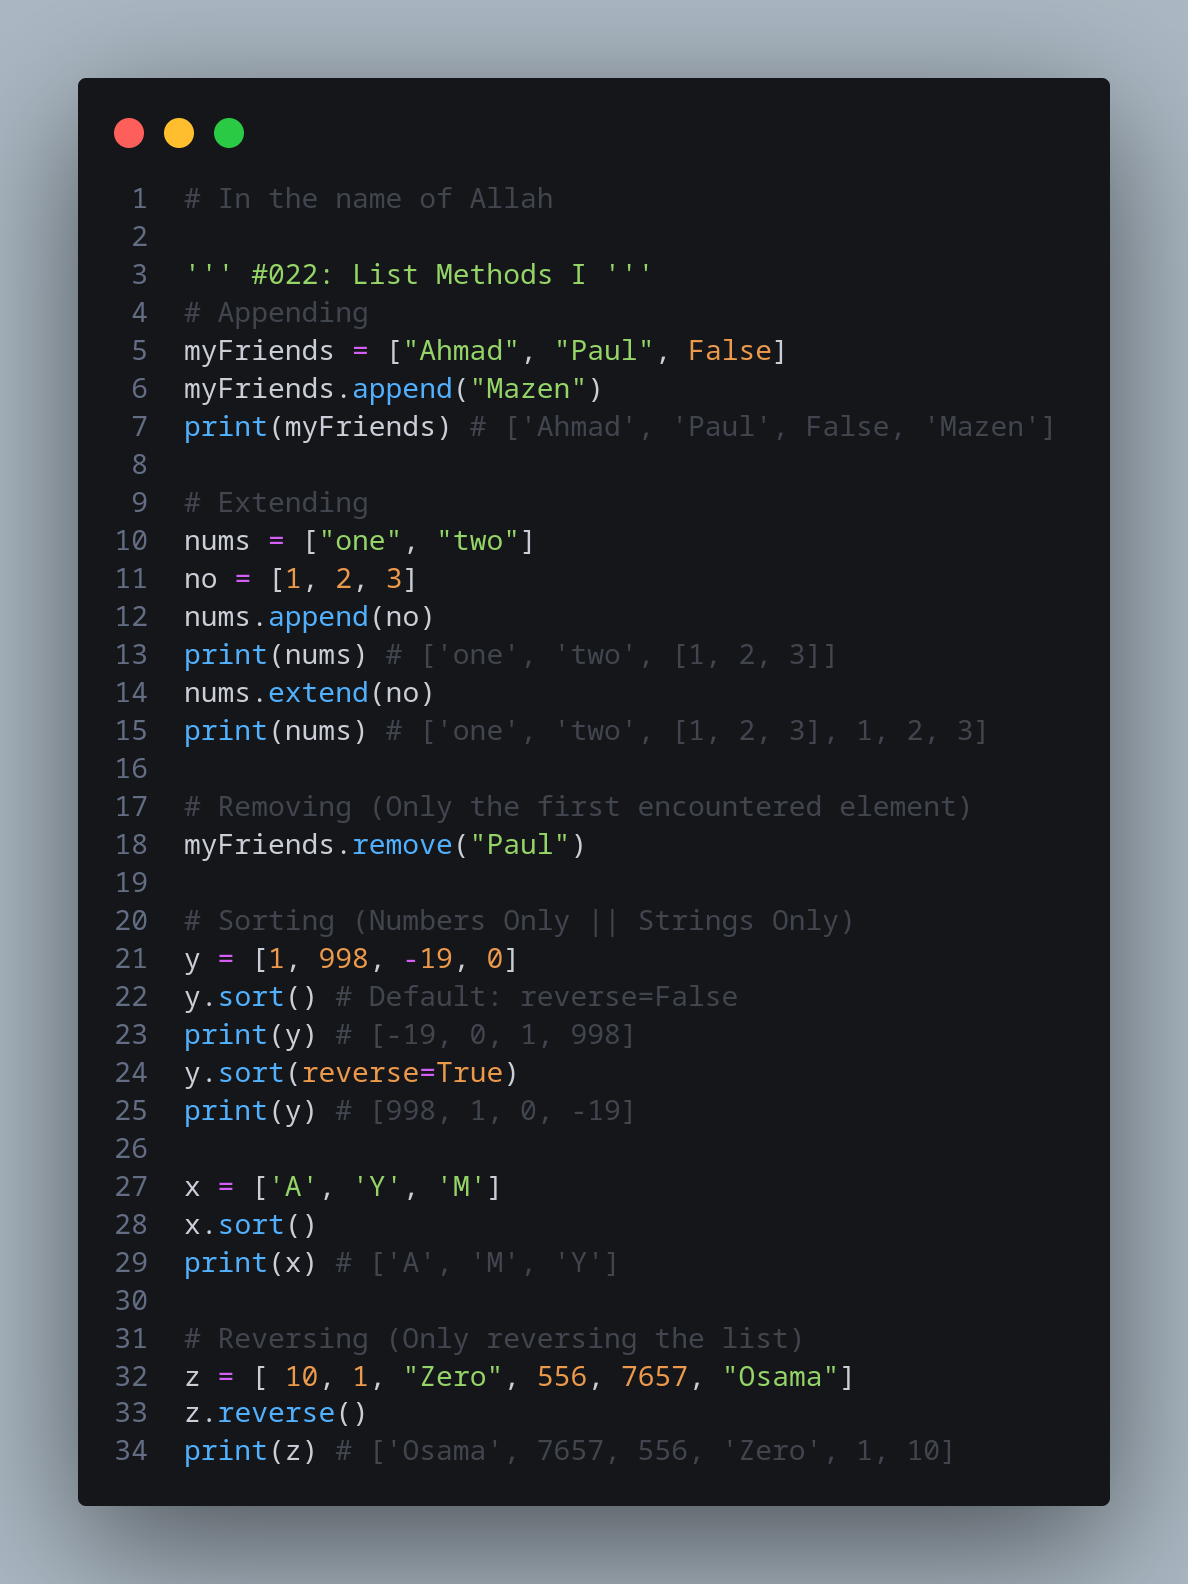 1 # In the name of Allah
2
3 ''' #022: List Methods I '''
4 # Appending
5 myFriends = ["Ahmad", "Paul", False]
6 myFriends.append("Mazen")
7 print(myFriends) # ['Ahmad', 'Paul', False, 'Mazen']
8
9 # Extending
10 nums = ["one", "two"]
11 no = [1, 2, 3]
12 nums.append(no)
13 print(nums) # ['one', 'two', [1, 2, 3]]
14 nums.extend(no)
15 print(nums) # ['one', 'two', [1, 2, 3], 1, 2, 3]
16
17 # Removing (Only the first encountered element)
18 myFriends.remove("Paul")
19
20 # Sorting (Numbers Only || Strings Only)
21 y = [1, 998, -19, 0]
22 y.sort() # Default: reverse=False
23 print(y) # [-19, 0, 1, 998]
24 y.sort(reverse=True)
25 print(y) # [998, 1, 0, -19]
26
27 x = ['A', 'Y', 'M']
28 x.sort()
29 print(x) # ['A', 'M', 'Y']
30
31 # Reversing (Only reversing the list)
32 z = [ 10, 1, "Zero", 556, 7657, "Osama"]
33 z.reverse()
34 print(z) # ['Osama', 7657, 556, 'Zero', 1, 10]